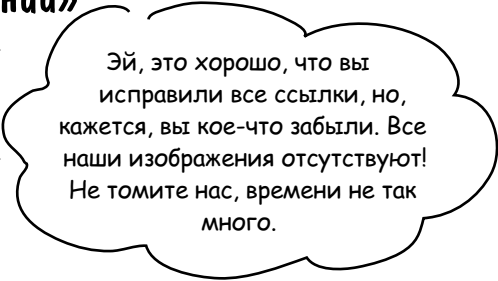 Эй, это хорошо, что вы
исправили все ссылки, но,
кажется, вы кое-что забыли. Все
наши изображения отсутствуют!
Не томите нас, времени не так
много.